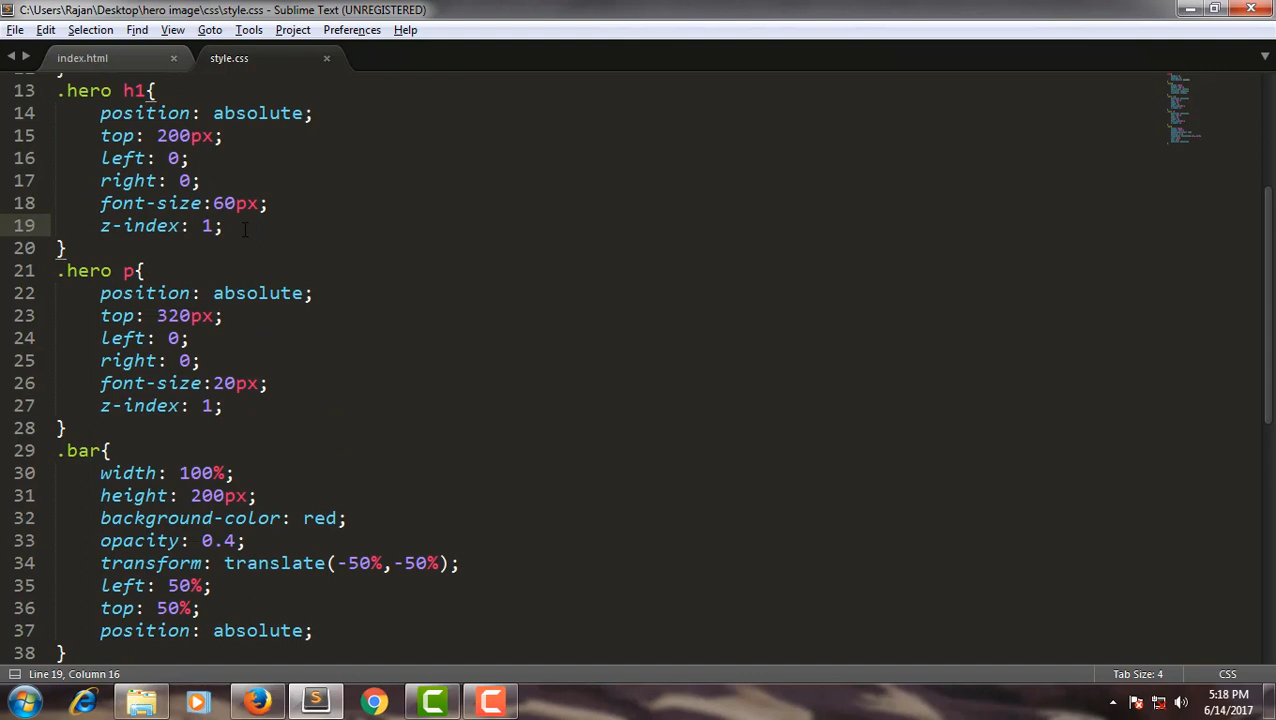 C:\Users\Rajan\Desktop\hero image\css\style.css - Sublime Text (UNREGISTERED)
File Edit Selection Find View Goto Tools Project Preferences Help
index.html × style.css ×
13 .hero h1{
14 position: absolute;
15 top: 200px;
16 left: 0;
17 right: 0;
18 font-size:60px;
19 z-index: 1;
20 }
21 .hero p{
22 position: absolute;
23 top: 320px;
24 left: 0;
25 right: 0;
26 font-size:20px;
27 z-index: 1;
28 }
29 .bar{
30 width: 100%;
31 height: 200px;
32 background-color: red;
33 opacity: 0.4;
34 transform: translate(-50%,-50%);
35 left: 50%;
36 top: 50%;
37 position: absolute;
38 }
Line 19, Column 16 Tab Size: 4 CSS
5:18 PM
6/14/2017